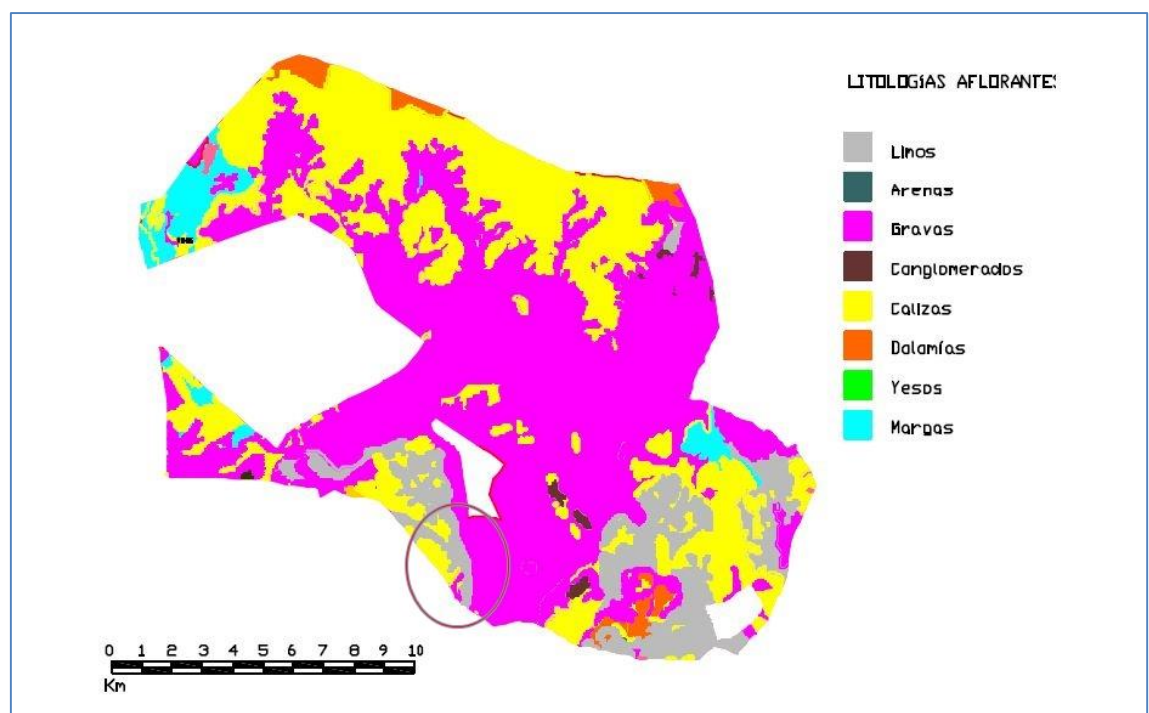 LITOLOGÍAS AFLORANTES
Limos
Arenas
Gravas
Conglomerados
Calizas
Dolomías
Yesos
Margas
0 1 2 3 4 5 6 7 8 9 10
Km